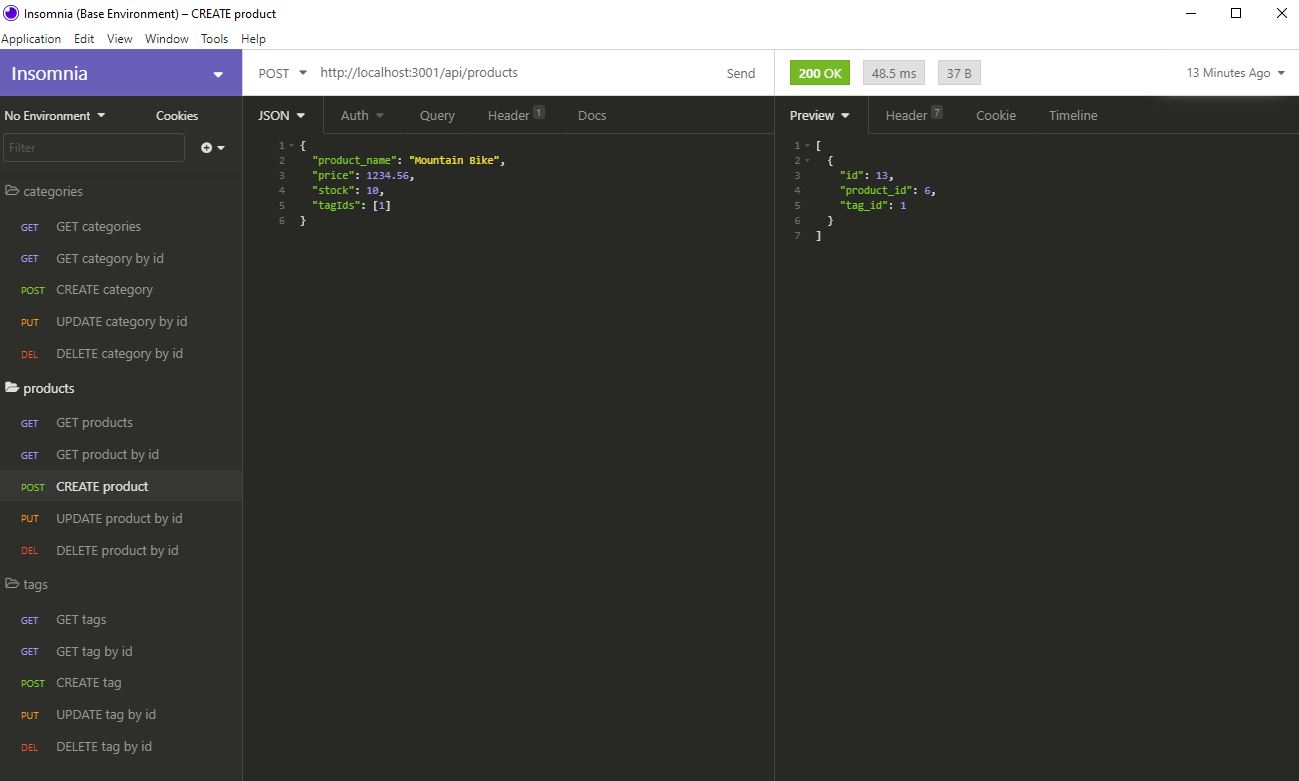 Insomnia (Base Environment) – CREATE product
Application Edit View Window Tools Help
Insomnia
No Environment Cookies
Filter
categories
GET GET categories
GET GET category by id
POST CREATE category
PUT UPDATE category by id
DEL DELETE category by id
products
GET GET products
GET GET product by id
POST CREATE product
PUT UPDATE product by id
DEL DELETE product by id
tags
GET GET tags
GET GET tag by id
POST CREATE tag
PUT UPDATE tag by id
DEL DELETE tag by id
POST http://localhost:3001/api/products Send
JSON Auth Query Header 1 Docs
1 {
2 "product_name": "Mountain Bike",
3 "price": 1234.56,
4 "stock": 10,
5 "tagIds": [1]
6 }
200 OK 48.5 ms 37 B 13 Minutes Ago
Preview Header 7 Cookie Timeline
1 [
2 {
3 "id": 13,
4 "product_id": 6,
5 "tag_id": 1
6 }
7 ]